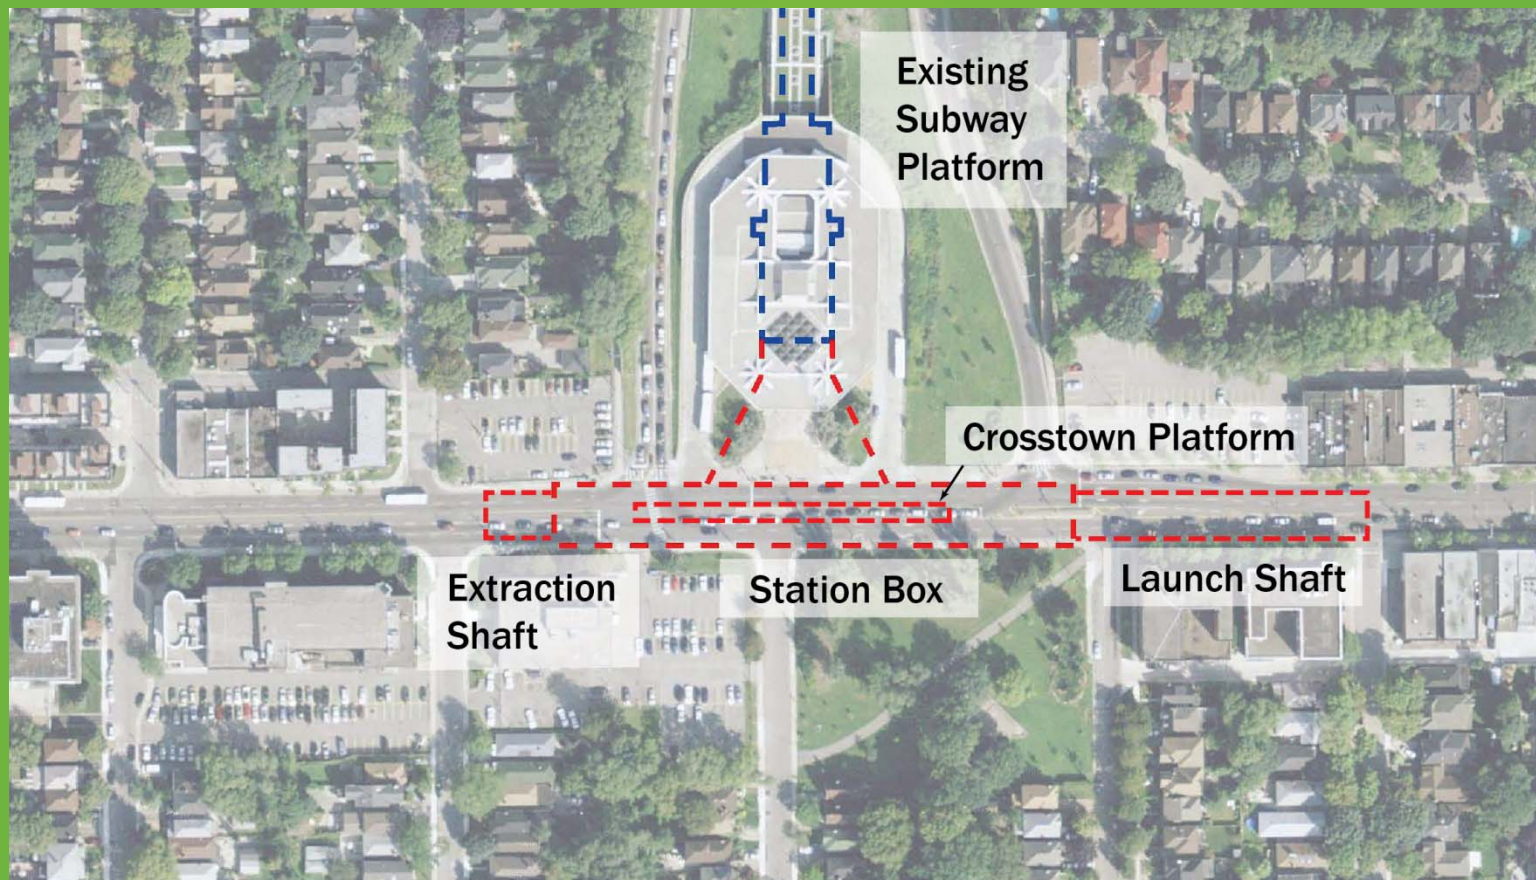 Existing
Subway
Platform
Crosstown Platform
Extraction
Shaft
Station Box
Launch Shaft